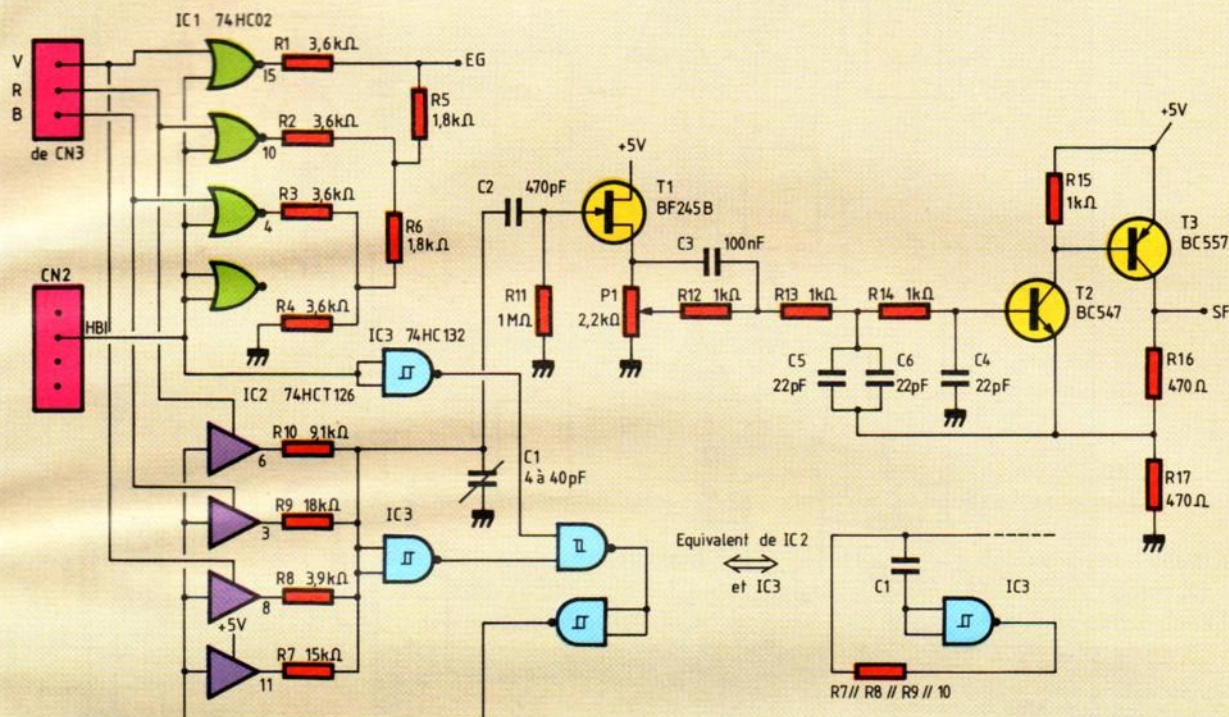 IC1 74HC02
V
R
B
de CN3
R1 3,6kΩ
15
EG
R5
1,8kΩ
R2 3,6kΩ
10
R3 3,6kΩ
4
R6
1,8kΩ
R4 3,6kΩ
CN2
HBI
IC3 74HC132
IC2 74HCT126
R10 9,1kΩ
6
R9 18kΩ
3
R8 3,9kΩ
8
+5V
R7 15kΩ
11
C1
4 à 40pF
IC3
C2 470pF
+5V
T1
BF245B
C3 100nF
R11
1MΩ
P1
2,2kΩ
R12 1kΩ
R13 1kΩ
R14 1kΩ
C5
22pF
C6
22pF
C4
22pF
+5V
R15
1kΩ
T3
BC557
T2
BC547
SF
R16
470Ω
R17
470Ω
Equivalent de IC2
et IC3
C1
IC3
R7// R8 // R9 // 10